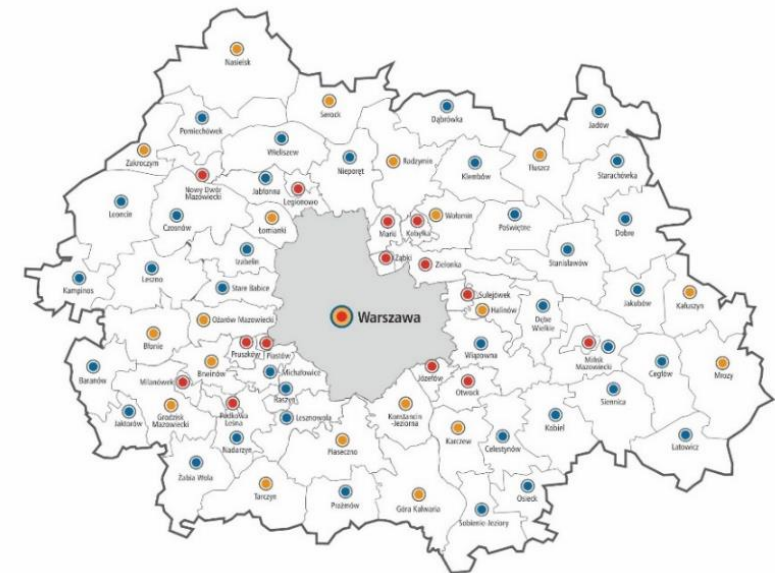 Nasielsk
Serock
Dąbrówka
Jadów
Pomiechówek
Wieliszew
Nieporęt
Radzymin
Klembów
Tłuszcz
Strachówka
Zakroczym
Nowy Dwór
Mazowiecki
Jabłonna
Legionowo
Leoncin
Czosnów
Łomianki
Marki
Kobyłka
Wołomin
Poświętne
Dobre
Izabelin
Ząbki
Zielonka
Stanisławów
Kampinos
Leszno
Stare Babice
Sulejówek
Halinów
Dębe
Wielkie
Jakubów
Kałuszyn
Ożarów Mazowiecki
Warszawa
Błonie
Pruszków
Piastów
Wiązowna
Mińsk
Mazowiecki
Baranów
Milanówek
Brwinów
Michałowice
Raszyn
Józefów
Otwock
Cegłów
Mrozy
Siennica
Jaktorów
Grodzisk
Mazowiecki
Podkowa
Leśna
Lesznowola
Konstancin
-Jeziorna
Karczew
Celestynów
Kołbiel
Latowicz
Nadarzyn
Piaseczno
Żabia Wola
Tarczyn
Prażmów
Góra Kalwaria
Sobienie-Jeziory
Osieck